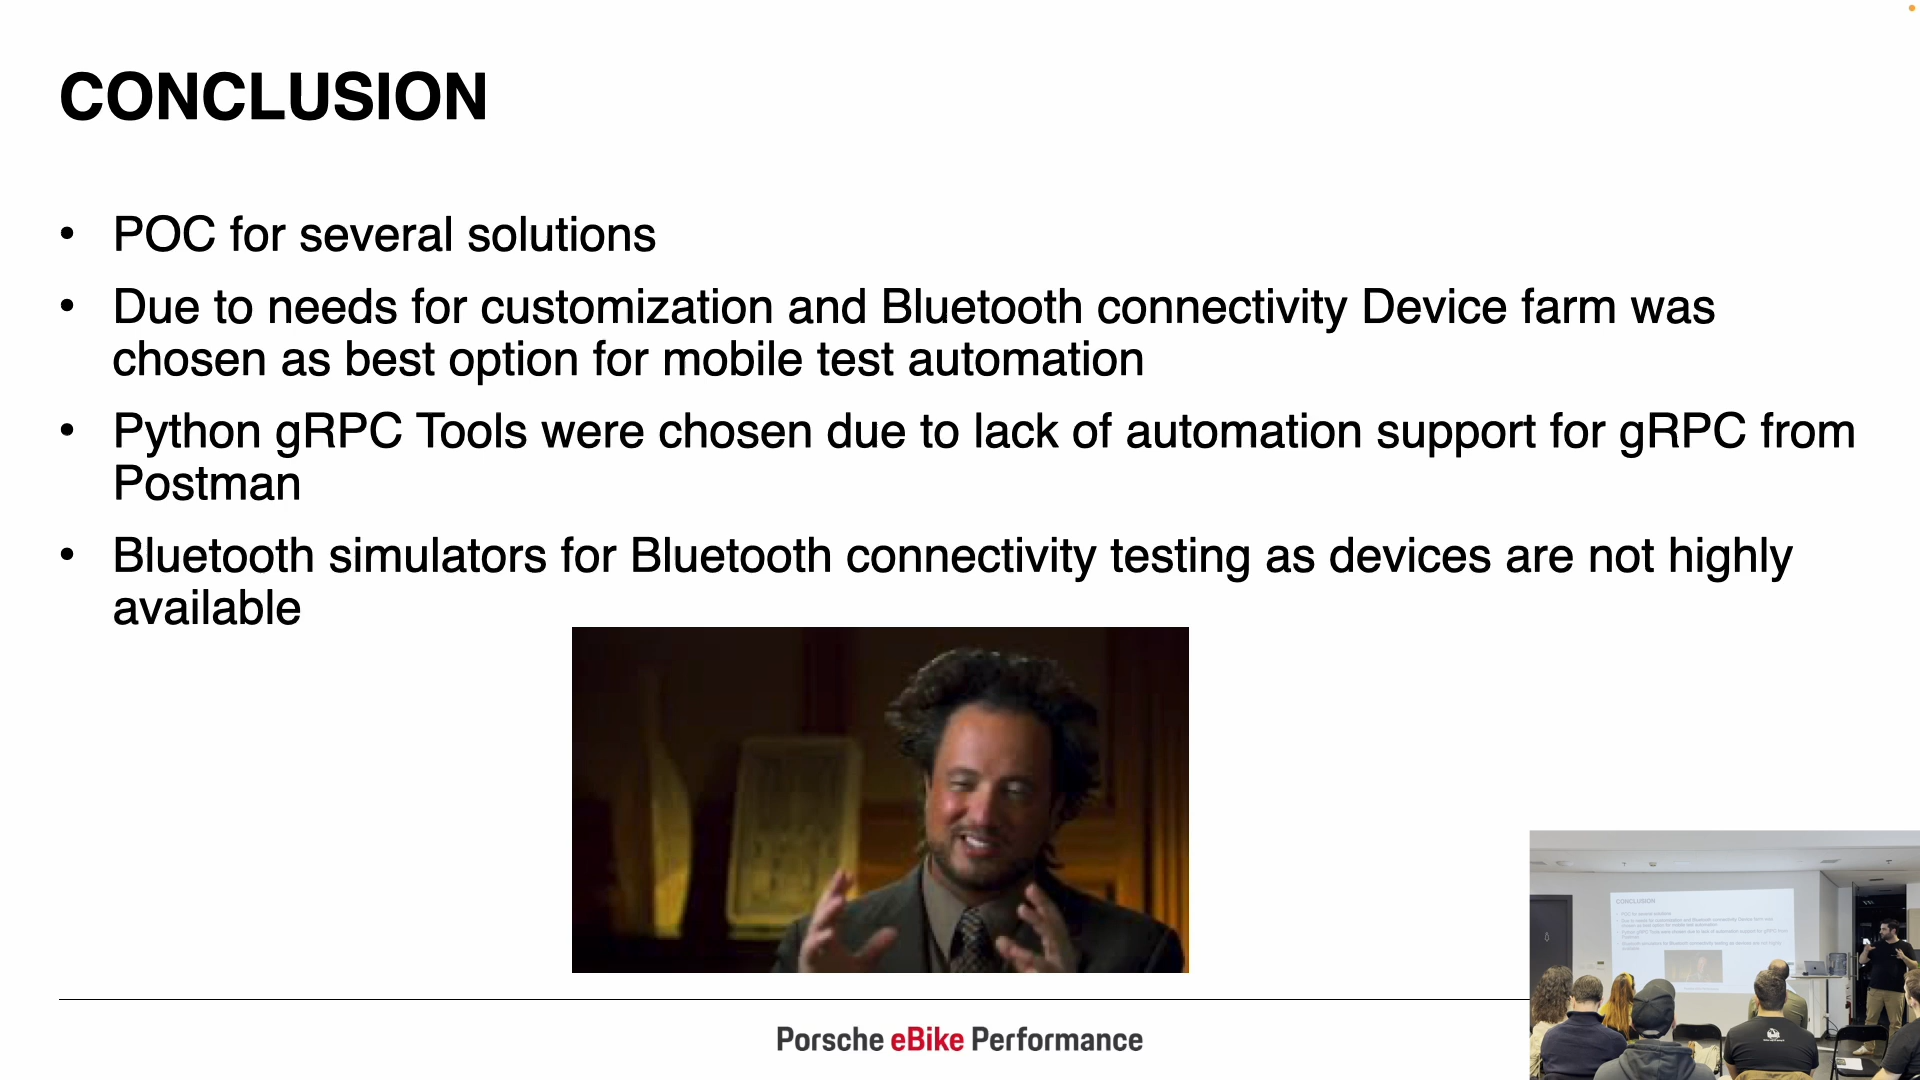 CONCLUSION
• POC for several solutions
• Due to needs for customization and Bluetooth connectivity Device farm was
chosen as best option for mobile test automation
• Python gRPC Tools were chosen due to lack of automation support for gRPC from
Postman
• Bluetooth simulators for Bluetooth connectivity testing as devices are not highly
available
Porsche eBike Performance
CONCLUSION